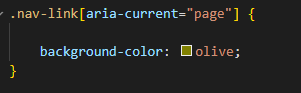 .nav-link[aria-current="page"] {
background-color: olive;
}